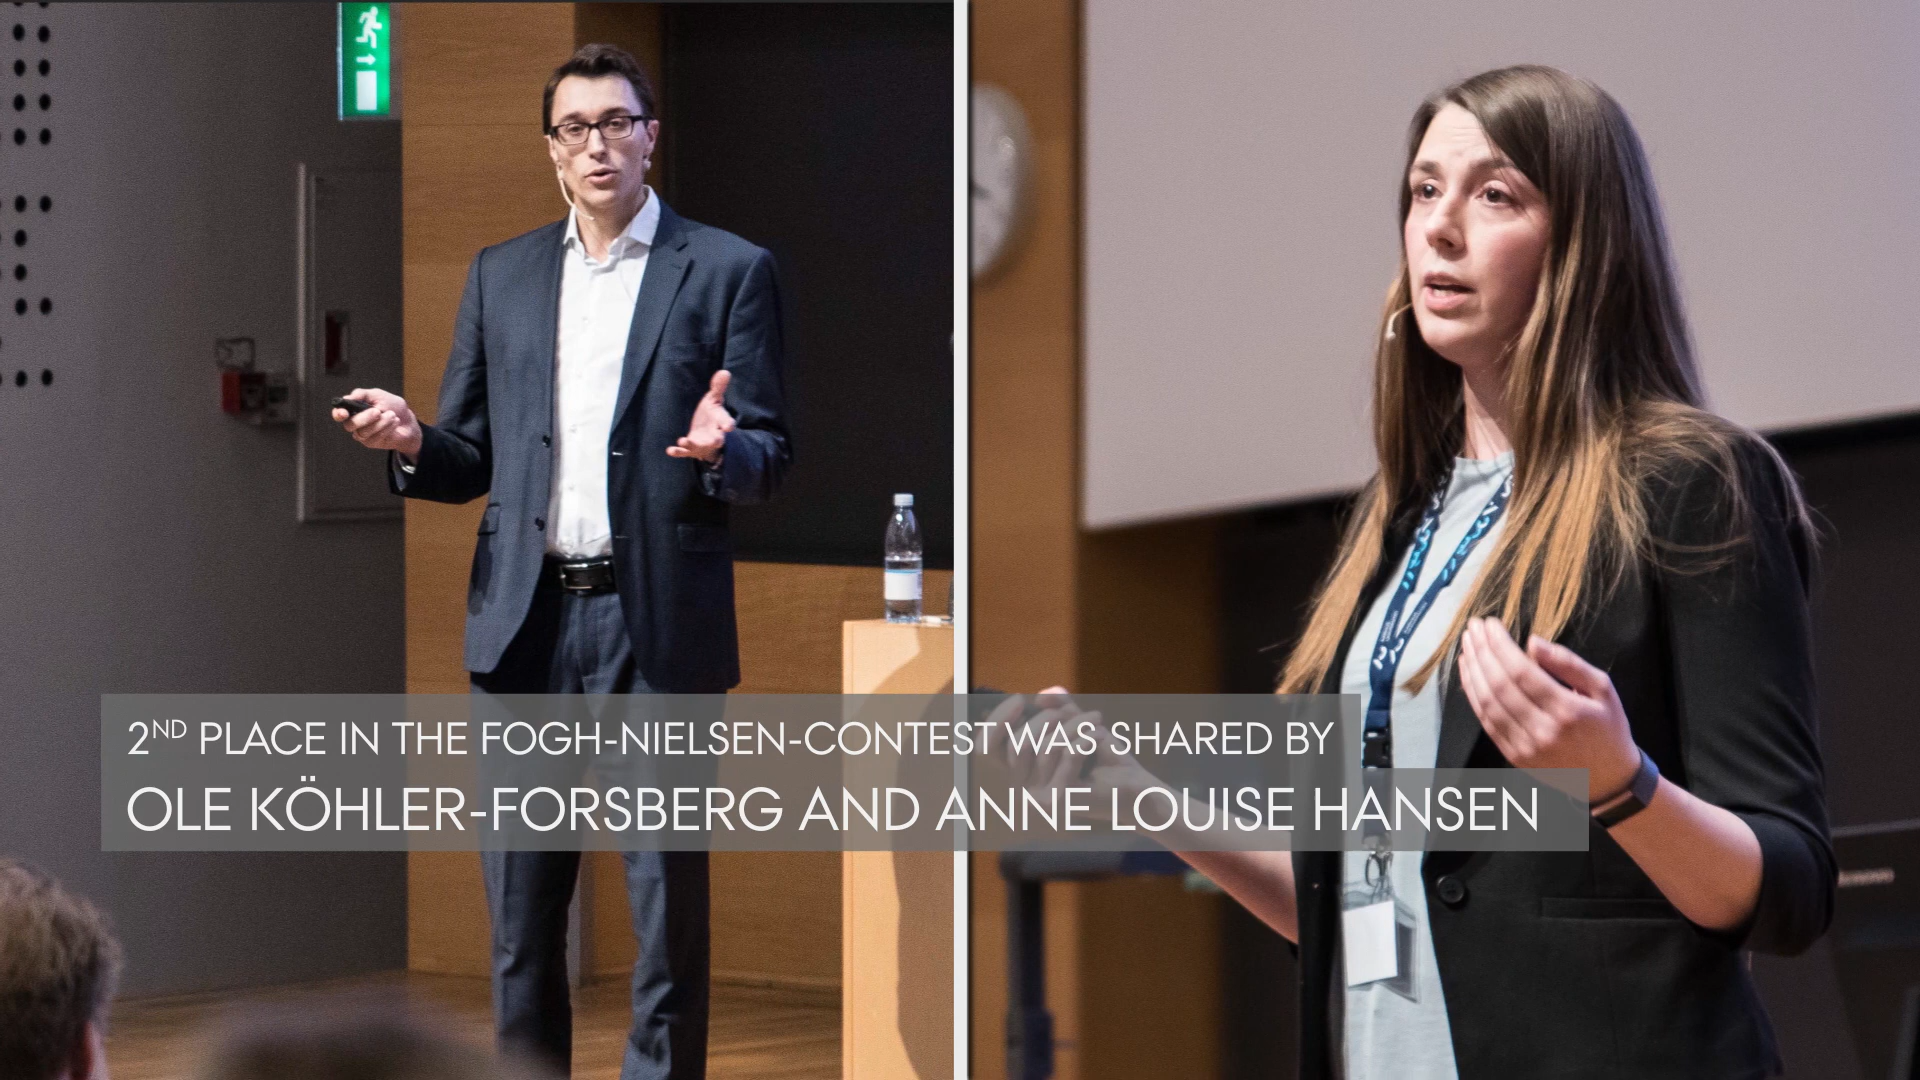 2ND PLACE IN THE FOGH-NIELSEN-CONTEST WAS SHARED BY
OLE KÖHLER-FORSBERG AND ANNE LOUISE HANSEN